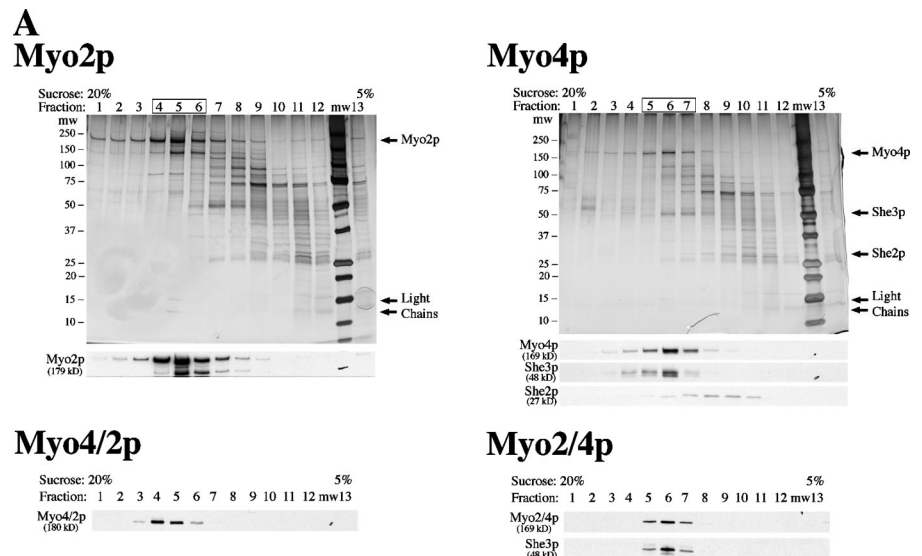 A
Myo2p
Sucrose: 20% 5%
Fraction: 1 2 3 4 5 6 7 8 9 10 11 12 mw 13
mw
250
150
100
75
50
37
25
20
15
10
Myo2p
Light
Chains
Myo2p
(179 kD)
Myo4p
Sucrose: 20% 5%
Fraction: 1 2 3 4 5 6 7 8 9 10 11 12 mw13
mw
250
150
100
75
50
37
25
20
15
10
Myo4p
She3p
She2p
Light
Chains
Myo4p
(169 kD)
She3p
(48 kD)
She2p
(27 kD)
Myo4/2p
Sucrose: 20% 5%
Fraction: 1 2 3 4 5 6 7 8 9 10 11 12 mw13
Myo4/2p
(180 kD)
Myo2/4p
Sucrose: 20% 5%
Fraction: 1 2 3 4 5 6 7 8 9 10 11 12 mw13
Myo2/4p
(169 kD)
She3p
(48 kD)